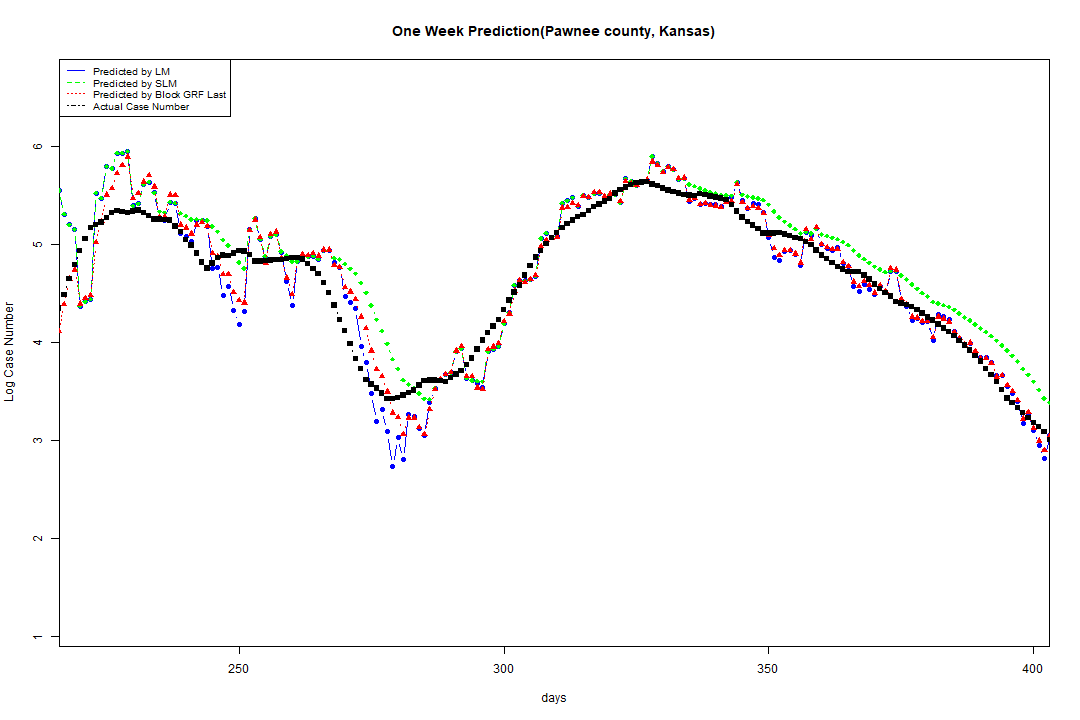 One Week Prediction(Pawnee county, Kansas)
Predicted by LM
Predicted by SLM
Predicted by Block GRF Last
Actual Case Number
6
5
4
3
2
1
Log Case Number
250 300 350 400
days